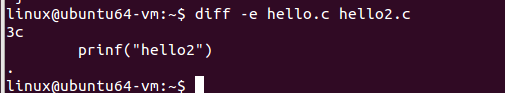 linux@ubuntu64-vm:~$ diff -e hello.c hello2.c
3c
        prinf("hello2")
.
linux@ubuntu64-vm:~$